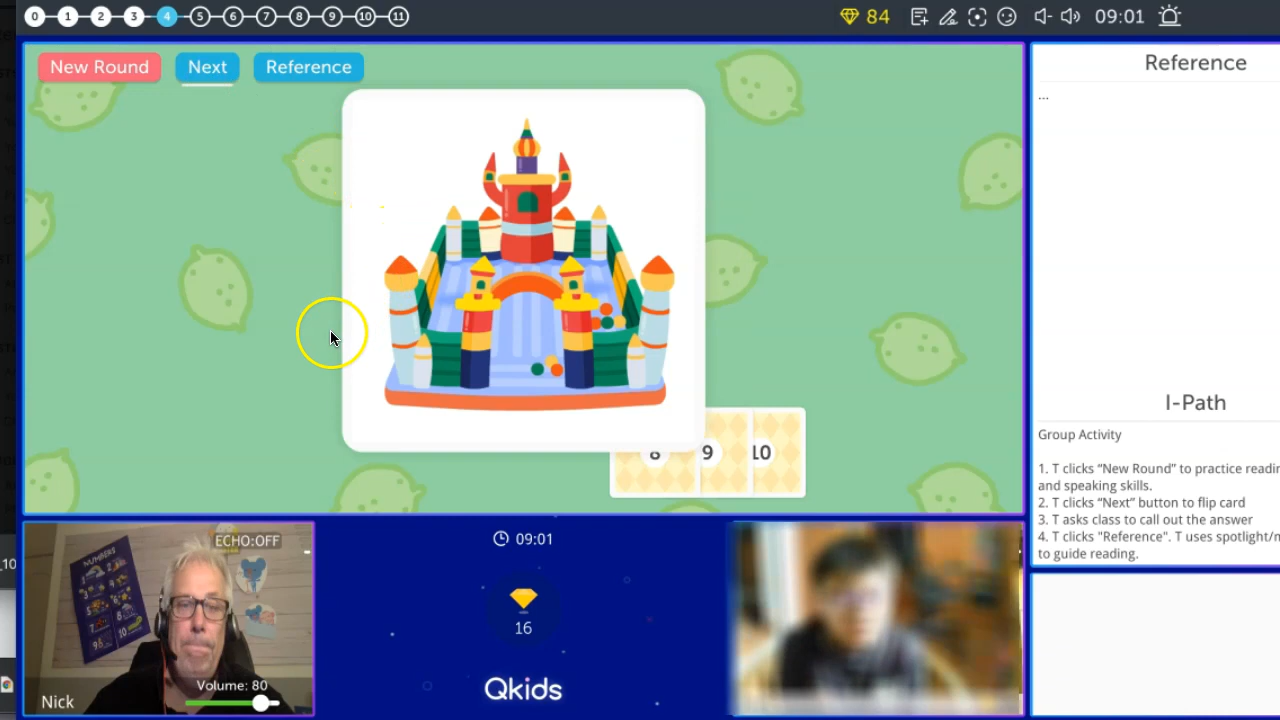 0 1 2 3 4 5 6 7 8 9 10 11
84
09:01
New Round Next Reference
8 9 10
Reference
...
I-Path
Group Activity
1. T clicks “New Round” to practice readin
and speaking skills.
2. T clicks “Next” button to flip card
3. T asks class to call out the answer
4. T clicks "Reference". T uses spotlight/m
to guide reading.
ECHO:OFF
NUMBERS
Volume: 80
Nick
09:01
16
Qkids